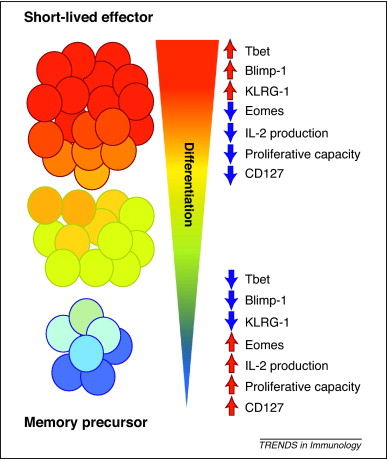 Short-lived effector
Tbet
Blimp-1
KLRG-1
Eomes
IL-2 production
Proliferative capacity
CD127
Differentiation
Tbet
Blimp-1
KLRG-1
Eomes
IL-2 production
Proliferative capacity
CD127
Memory precursor
TRENDS in Immunology